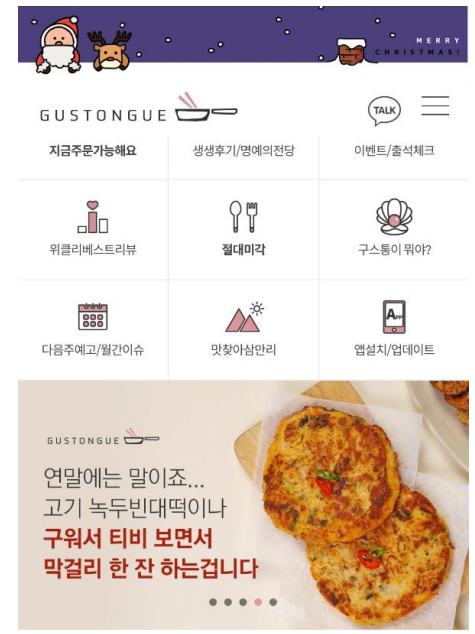 MERRY
CHRISTMAS!
GUSTONGUE
TALK
지금주문가능해요
생생후기/명예의전당
이벤트/출석체크
위클리베스트리뷰
절대미각
구스통이 뭐야?
다음주예고/월간이슈
맛찾아삼만리
APP
앱설치/업데이트
GUSTONGUE
연말에는 말이죠...
고기 녹두빈대떡이나
구워서 티비 보면서
막걸리 한 잔 하는겁니다